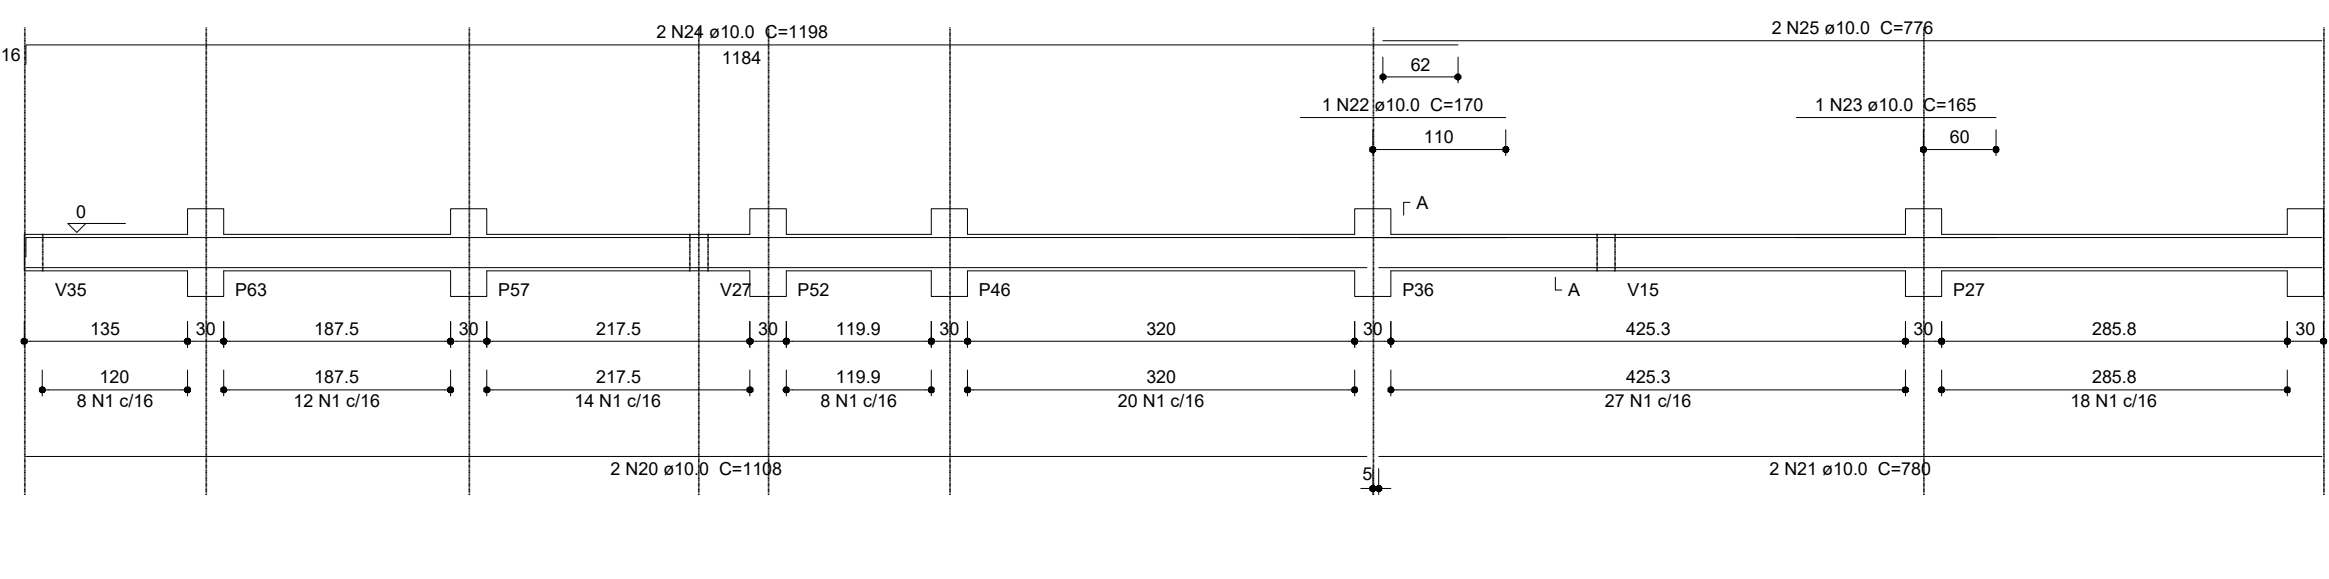 2 N24 ø10.0 C=1198
2 N25 ø10.0 C=776
16
1184
62
1 N22 ø10.0 C=170
1 N23 ø10.0 C=165
110
60
0
A
V35
P63
P57
V27
P52
P46
P36
A
V15
P27
135
30
187.5
30
217.5
30
119.9
30
320
30
425.3
30
285.8
30
120
187.5
217.5
119.9
320
425.3
285.8
8 N1 c/16
12 N1 c/16
14 N1 c/16
8 N1 c/16
20 N1 c/16
27 N1 c/16
18 N1 c/16
2 N20 ø10.0 C=1108
5
2 N21 ø10.0 C=780